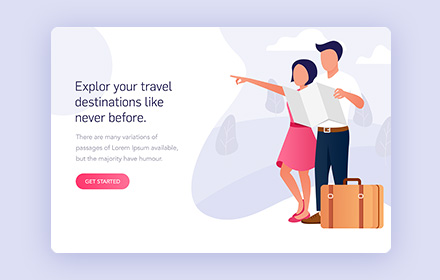 Explor your travel
destinations like
never before.
There are many variations of
passages of Lorem Ipsum available,
but the majority have humour.
GET STARTED